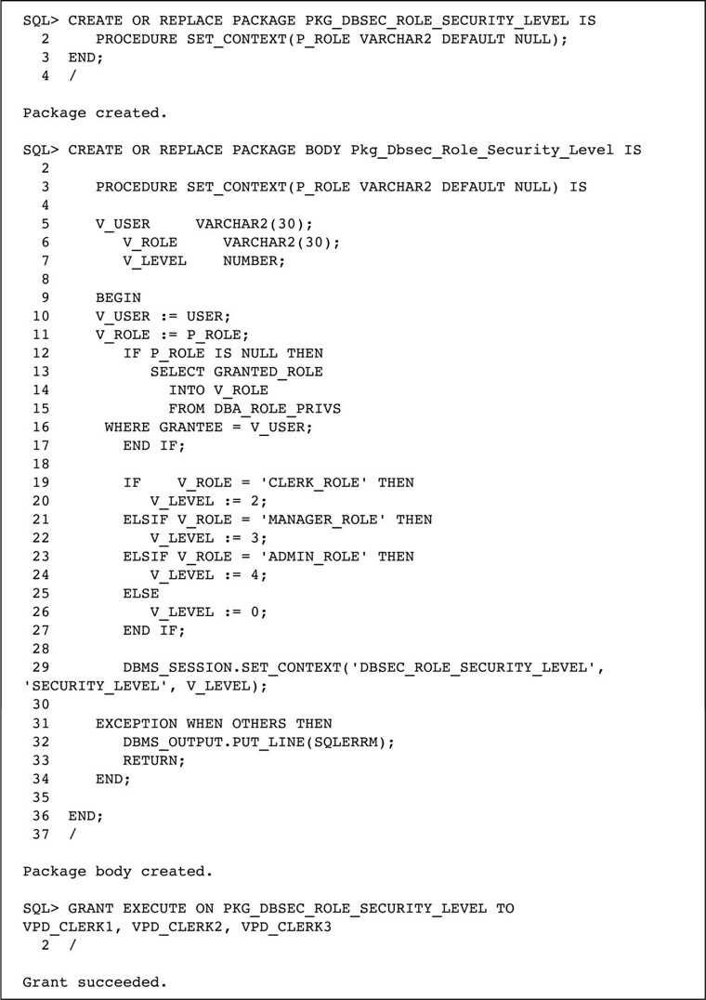 SQL> CREATE OR REPLACE PACKAGE PKG_DBSEC_ROLE_SECURITY_LEVEL IS
  2     PROCEDURE SET_CONTEXT(P_ROLE VARCHAR2 DEFAULT NULL);
  3  END;
  4  /
Package created.
SQL> CREATE OR REPLACE PACKAGE BODY Pkg_Dbsec_Role_Security_Level IS
  2
  3     PROCEDURE SET_CONTEXT(P_ROLE VARCHAR2 DEFAULT NULL) IS
  4
  5     V_USER     VARCHAR2(30);
  6        V_ROLE     VARCHAR2(30);
  7        V_LEVEL    NUMBER;
  8
  9     BEGIN
 10     V_USER := USER;
 11     V_ROLE := P_ROLE;
 12        IF P_ROLE IS NULL THEN
 13           SELECT GRANTED_ROLE
 14             INTO V_ROLE
 15             FROM DBA_ROLE_PRIVS
 16      WHERE GRANTEE = V_USER;
 17        END IF;
 18
 19        IF    V_ROLE = 'CLERK_ROLE' THEN
 20           V_LEVEL := 2;
 21        ELSIF V_ROLE = 'MANAGER_ROLE' THEN
 22           V_LEVEL := 3;
 23        ELSIF V_ROLE = 'ADMIN_ROLE' THEN
 24           V_LEVEL := 4;
 25        ELSE
 26           V_LEVEL := 0;
 27        END IF;
 28
 29        DBMS_SESSION.SET_CONTEXT('DBSEC_ROLE_SECURITY_LEVEL',
'SECURITY_LEVEL', V_LEVEL);
 30
 31     EXCEPTION WHEN OTHERS THEN
 32        DBMS_OUTPUT.PUT_LINE(SQLERRM);
 33        RETURN;
 34     END;
 35
 36  END;
 37  /
Package body created.
SQL> GRANT EXECUTE ON PKG_DBSEC_ROLE_SECURITY_LEVEL TO
VPD_CLERK1, VPD_CLERK2, VPD_CLERK3
  2  /
Grant succeeded.